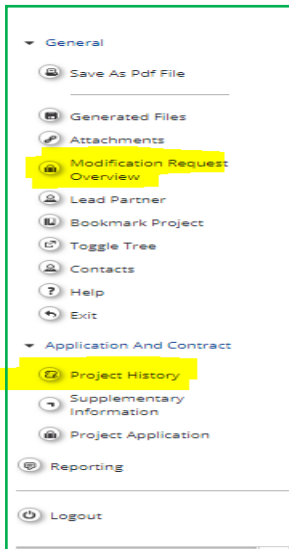 General
Save As Pdf File
Generated Files
Attachments
Modification Request
Overview
Lead Partner
Bookmark Project
Toggle Tree
Contacts
? Help
Exit
Application And Contract
Project History
Supplementary
Information
Project Application
Reporting
Logout